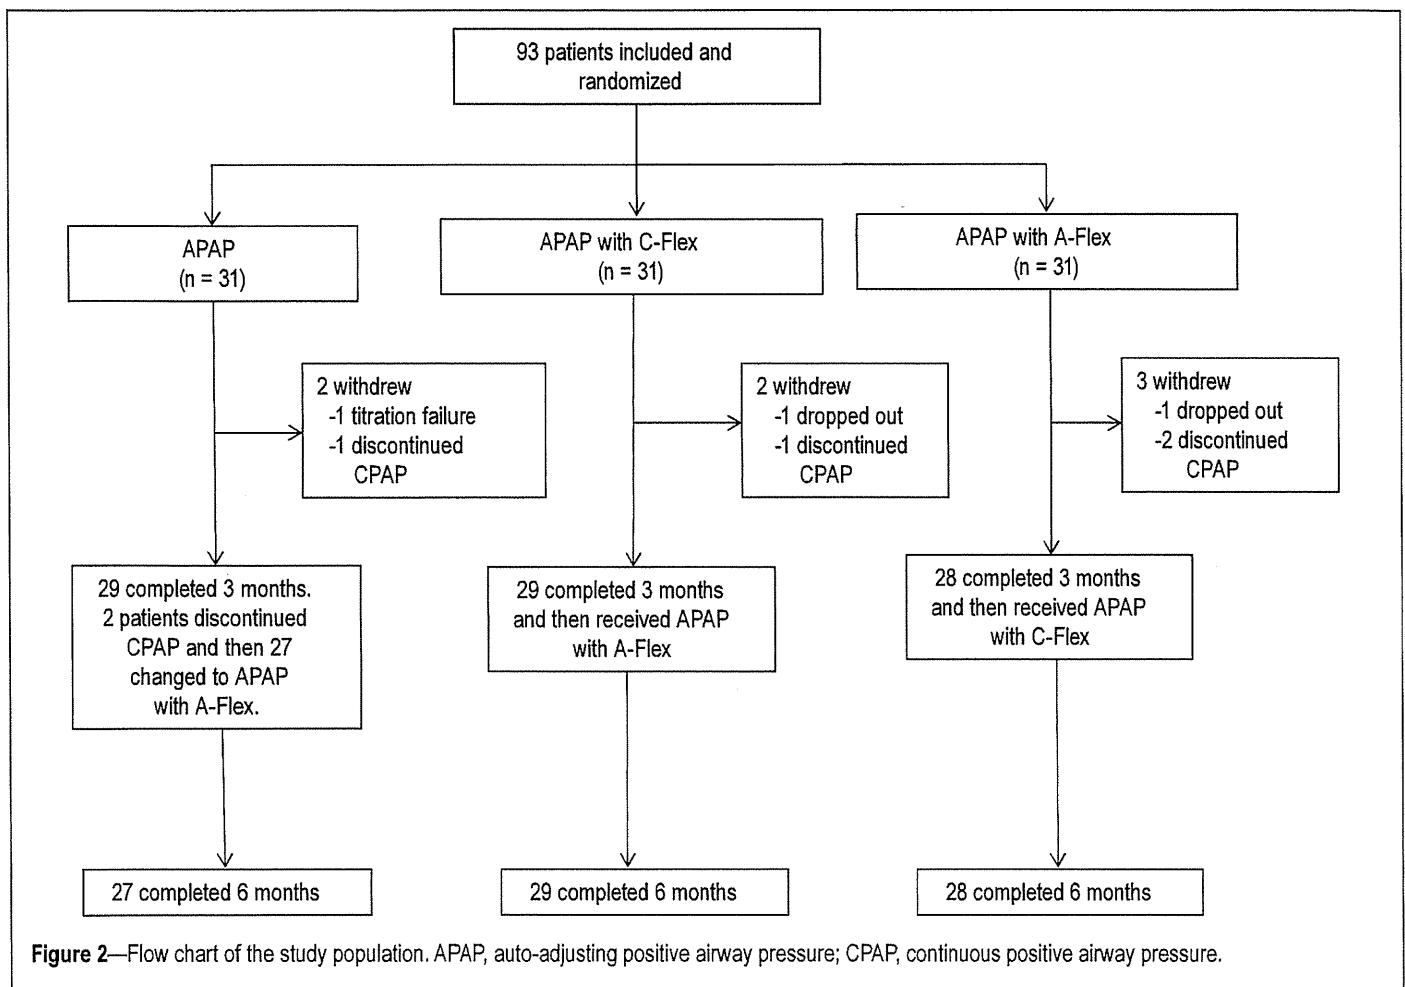 93 patients included and
randomized
APAP
(n = 31)
APAP with C-Flex
(n = 31)
APAP with A-Flex
(n = 31)
2 withdrew
-1 titration failure
-1 discontinued
CPAP
2 withdrew
-1 dropped out
-1 discontinued
CPAP
3 withdrew
-1 dropped out
-2 discontinued
CPAP
29 completed 3 months.
2 patients discontinued
CPAP and then 27
changed to APAP
with A-Flex.
29 completed 3 months
and then received APAP
with A-Flex
28 completed 3 months
and then received APAP
with C-Flex
27 completed 6 months
29 completed 6 months
28 completed 6 months
Figure 2—Flow chart of the study population. APAP, auto-adjusting positive airway pressure; CPAP, continuous positive airway pressure.